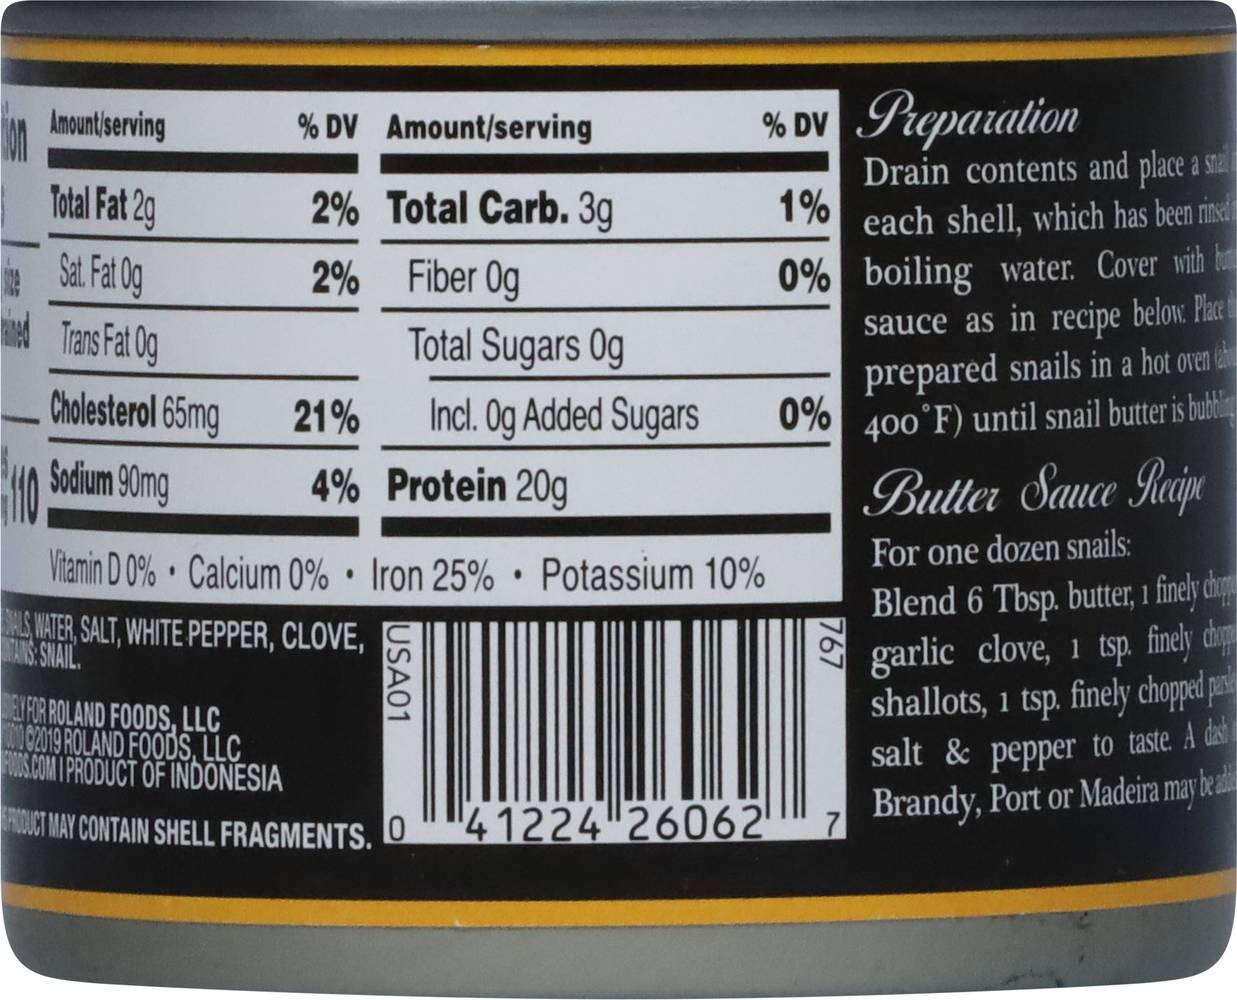 Amount/serving % DV
Total Fat 2g 2%
Sat. Fat 0g 2%
Trans Fat 0g
Cholesterol 65mg 21%
Sodium 90mg 4%
Amount/serving % DV
Total Carb. 3g 1%
Fiber 0g 0%
Total Sugars 0g
Incl. 0g Added Sugars 0%
Protein 20g
110
Vitamin D 0% • Calcium 0% • Iron 25% • Potassium 10%
WATER, SALT, WHITE PEPPER, CLOVE,
SNAIL.
FOR ROLAND FOODS, LLC
©2019 ROLAND FOODS, LLC
FOODS.COM I PRODUCT OF INDONESIA
PRODUCT MAY CONTAIN SHELL FRAGMENTS.
USA01
767
0 41224 26062 7
Preparation
Drain contents and place a snail
each shell, which has been rinsed
boiling water. Cover with
sauce as in recipe below. Place
prepared snails in a hot oven
400°F) until snail butter is
Butter Sauce Recipe
For one dozen snails:
Blend 6 Tbsp. butter, 1 finely
garlic clove, 1 tsp. finely
shallots, 1 tsp. finely chopped
salt & pepper to taste. A dash
Brandy, Port or Madeira may be